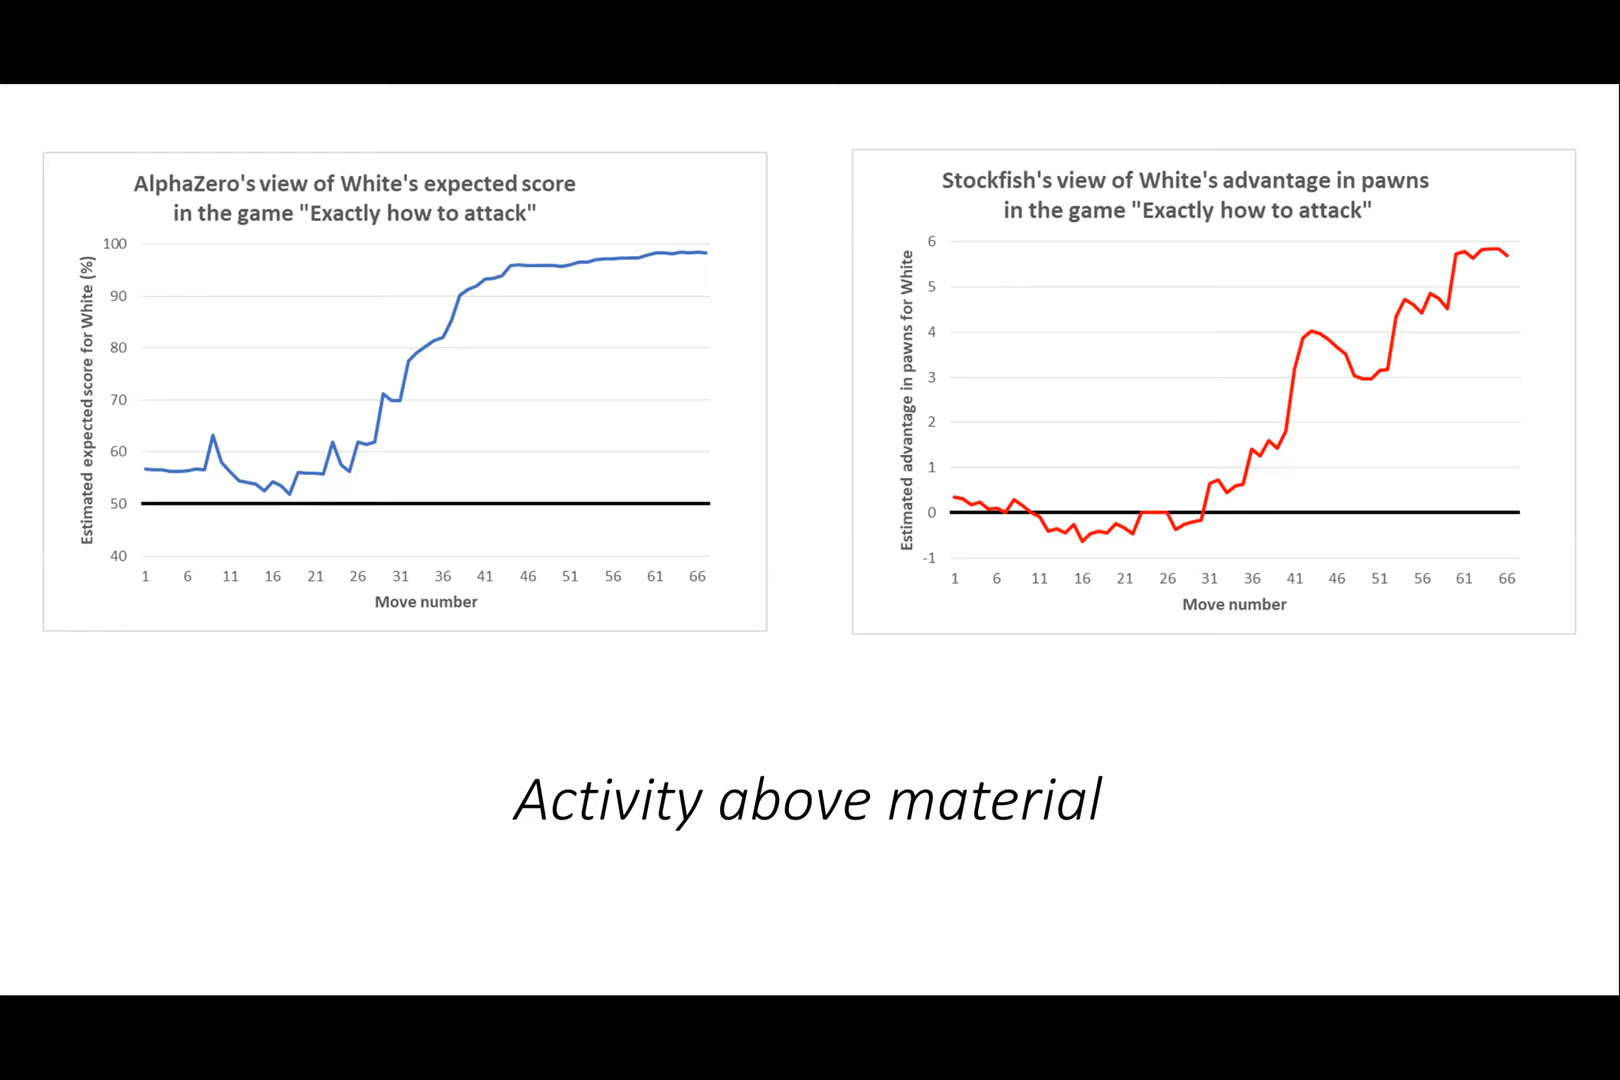 AlphaZero's view of White's expected score
in the game "Exactly how to attack"
Estimated expected score for White (%)
100
90
80
70
60
50
40
1 6 11 16 21 26 31 36 41 46 51 56 61 66
Move number
Stockfish's view of White's advantage in pawns
in the game "Exactly how to attack"
Estimated advantage in pawns for White
6
5
4
3
2
1
0
-1
1 6 11 16 21 26 31 36 41 46 51 56 61 66
Move number
Activity above material